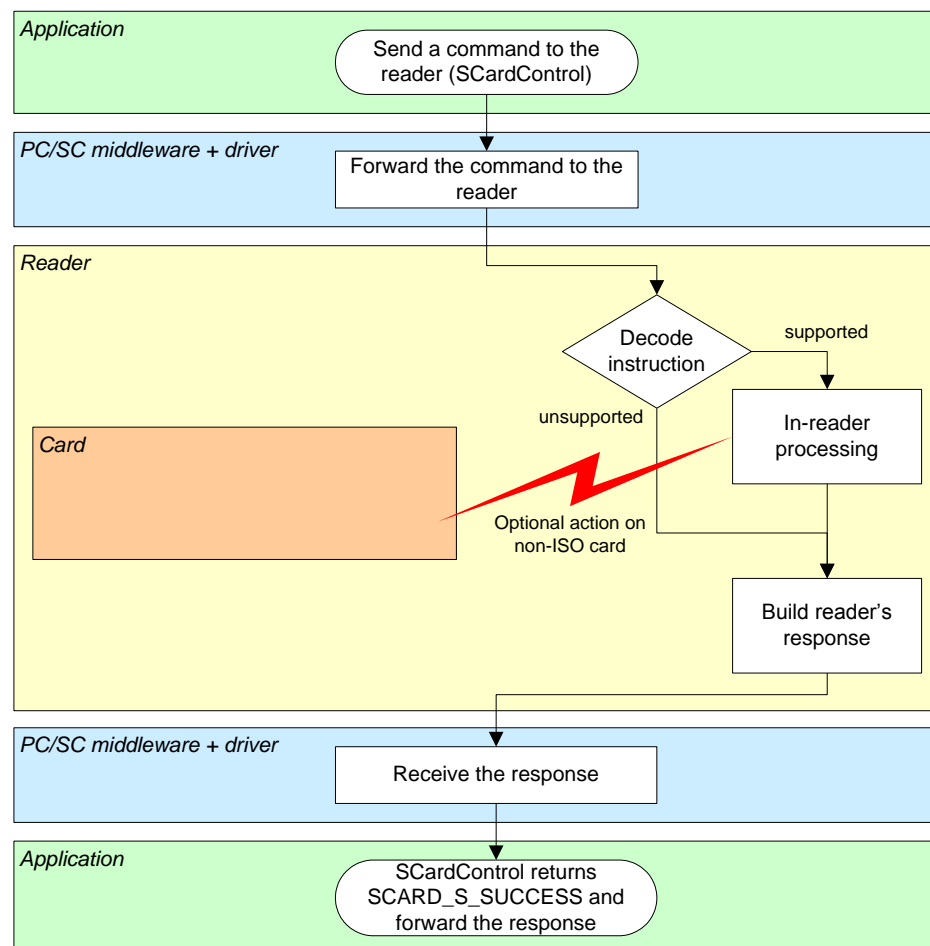 Application
Send a command to the
reader (SCardControl)
PC/SC middleware + driver
Forward the command to the
reader
Reader
Decode
instruction
supported
unsupported
In-reader
processing
Card
Optional action on
non-ISO card
Build reader's
response
PC/SC middleware + driver
Receive the response
Application
SCardControl returns
SCARD_S_SUCCESS and
forward the response